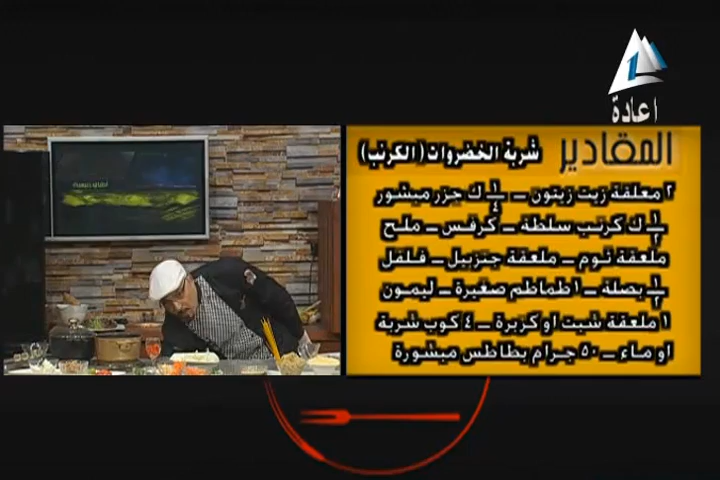 1
إعادة
المقادير
شربة الخضروات (الكرنب)
٢ معلقة زيت زيتون - ١/٤ ك جزر مبشور
١/٢ ك كرنب سلطة - كرفس - ملح
ملعقة ثوم - ملعقة جنزبيل - فلفل
١/٢ بصلة - ١ طماطم صغيرة - ليمون
١ ملعقة شبت او كزبرة - ٤ كوب شربة
او ماء - ٥٠ جرام بطاطس مبشورة